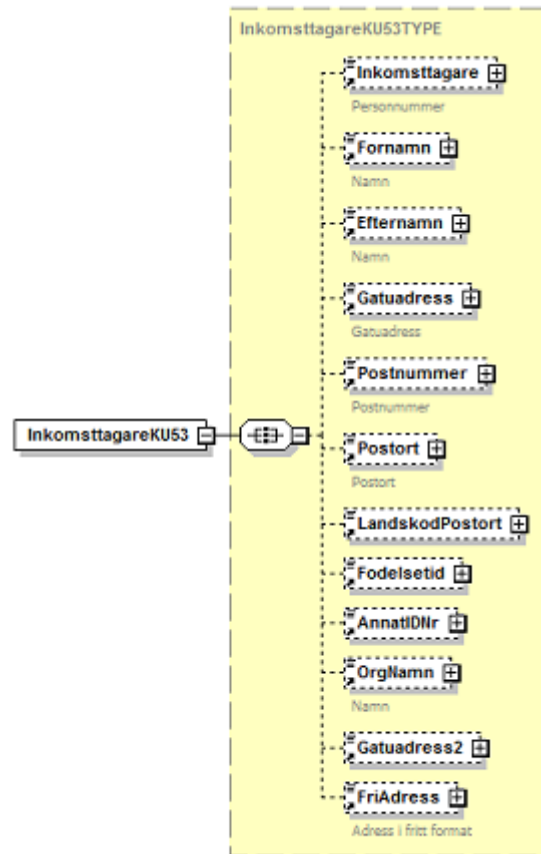 InkomsttagareKU53TYPE
Inkomsttagare
Personnummer
Fornamn
Namn
Efternamn
Namn
Gatuadress
Gatuadress
Postnummer
Postnummer
InkomsttagareKU53
Postort
Postort
LandskodPostort
Fodelsetid
AnnatIDNr
OrgNamn
Namn
Gatuadress2
FriAdress
Adress i fritt format